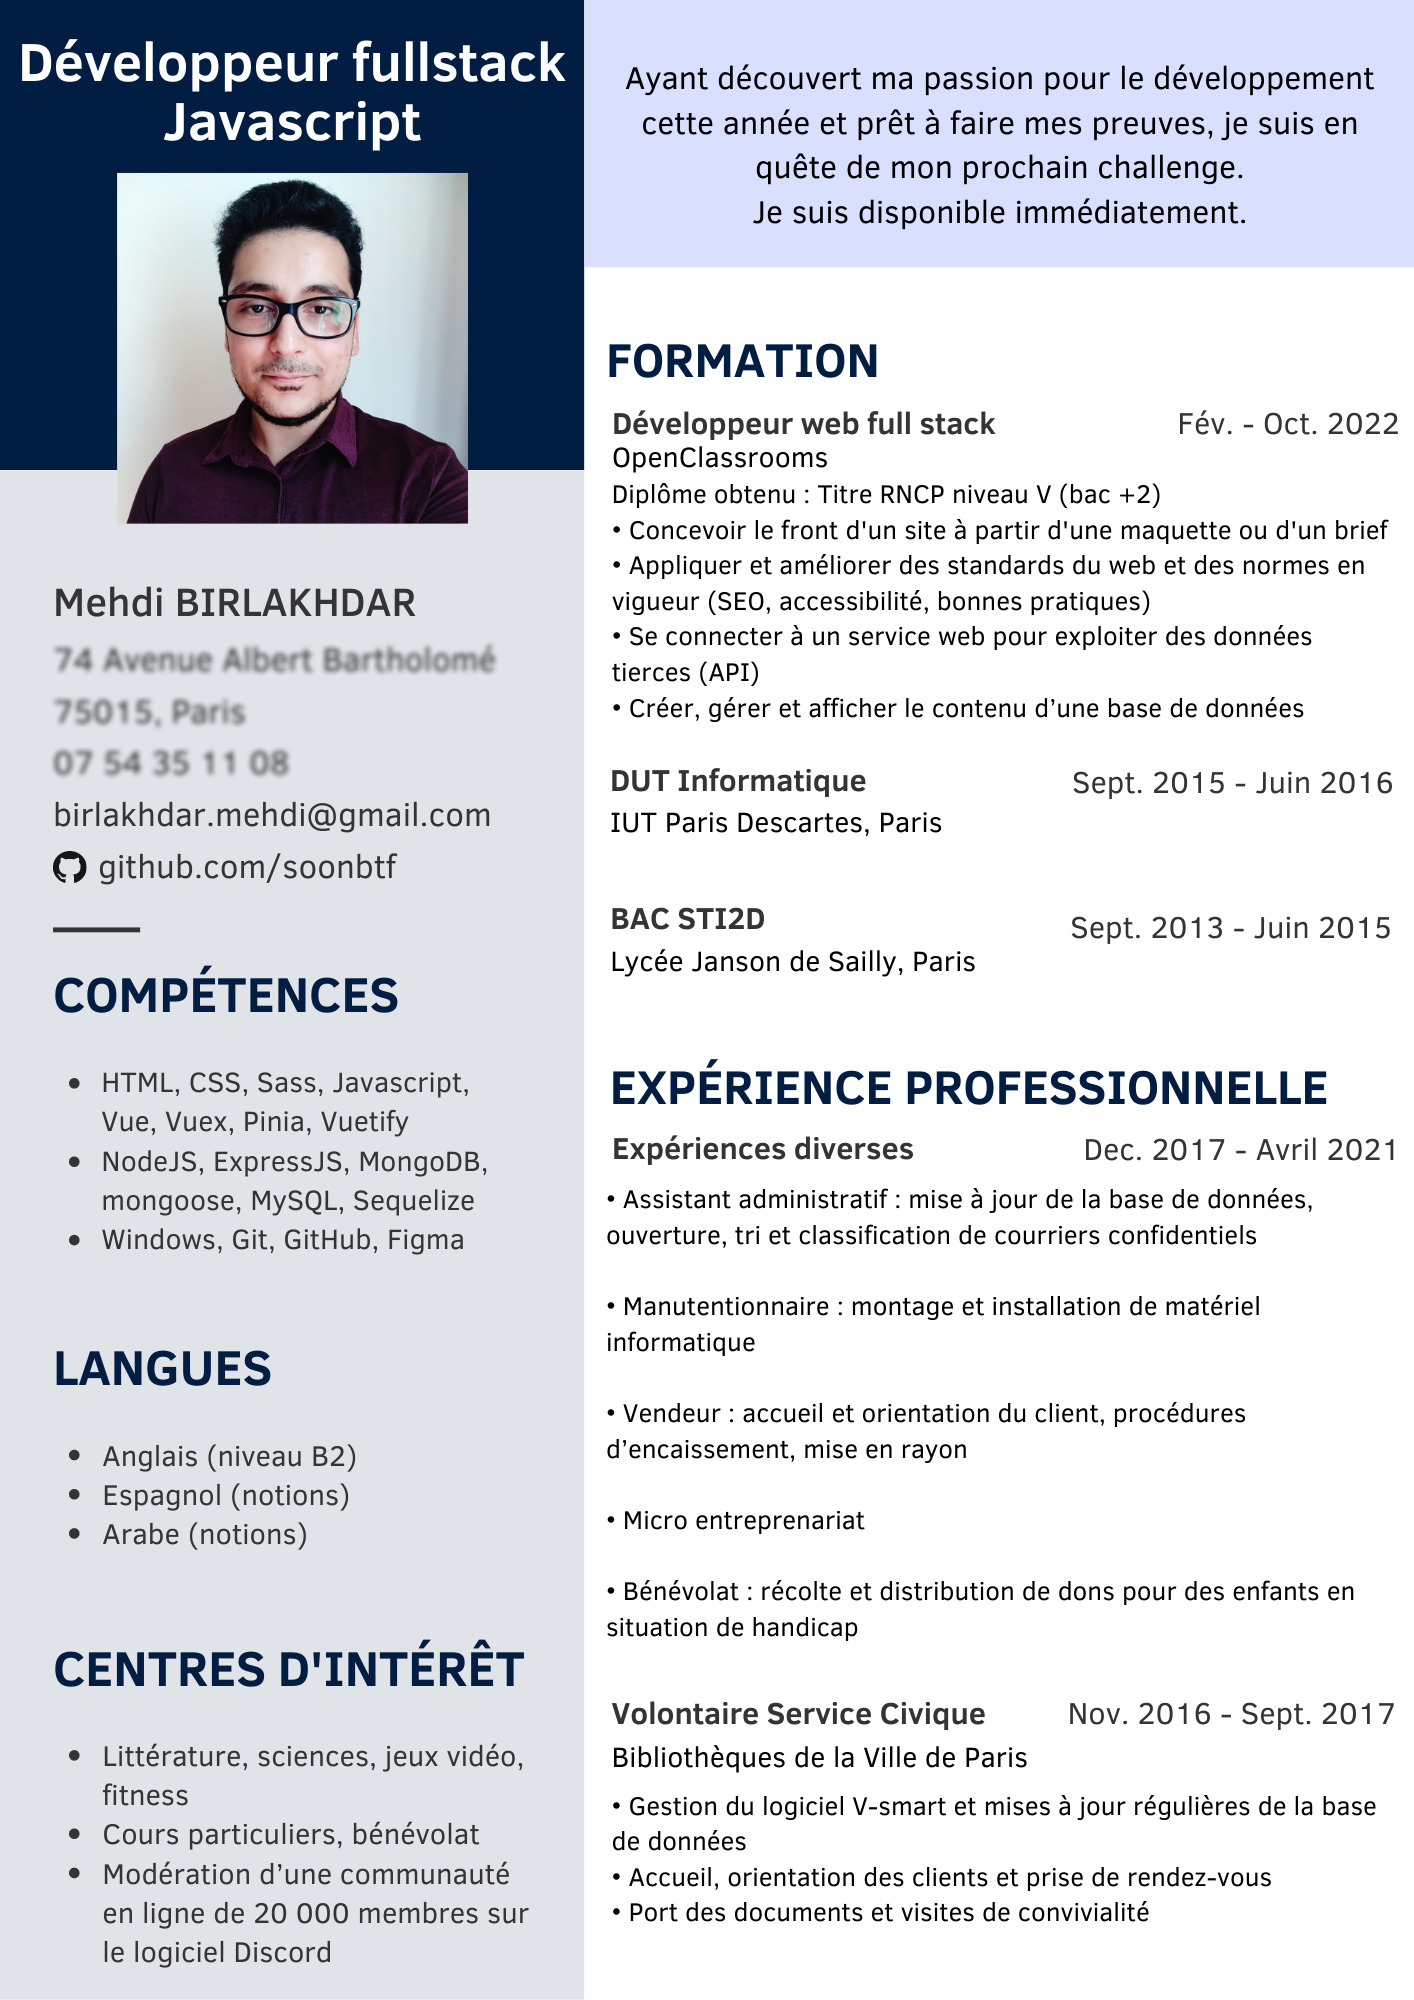 Développeur fullstack
Javascript
Mehdi BIRLAKHDAR
birlakhdar.mehdi@gmail.com
github.com/soonbtf
COMPÉTENCES
• HTML, CSS, Sass, Javascript,
Vue, Vuex, Pinia, Vuetify
• NodeJS, ExpressJS, MongoDB,
mongoose, MySQL, Sequelize
• Windows, Git, GitHub, Figma
LANGUES
• Anglais (niveau B2)
• Espagnol (notions)
• Arabe (notions)
CENTRES D'INTÉRÊT
• Littérature, sciences, jeux vidéo,
fitness
• Cours particuliers, bénévolat
• Modération d’une communauté
en ligne de 20 000 membres sur
le logiciel Discord
Ayant découvert ma passion pour le développement
cette année et prêt à faire mes preuves, je suis en
quête de mon prochain challenge.
Je suis disponible immédiatement.
FORMATION
Développeur web full stack Fév. - Oct. 2022
OpenClassrooms
Diplôme obtenu : Titre RNCP niveau V (bac +2)
• Concevoir le front d'un site à partir d'une maquette ou d'un brief
• Appliquer et améliorer des standards du web et des normes en
vigueur (SEO, accessibilité, bonnes pratiques)
• Se connecter à un service web pour exploiter des données
tierces (API)
• Créer, gérer et afficher le contenu d’une base de données
DUT Informatique Sept. 2015 - Juin 2016
IUT Paris Descartes, Paris
BAC STI2D Sept. 2013 - Juin 2015
Lycée Janson de Sailly, Paris
EXPÉRIENCE PROFESSIONNELLE
Expériences diverses Dec. 2017 - Avril 2021
• Assistant administratif : mise à jour de la base de données,
ouverture, tri et classification de courriers confidentiels
• Manutentionnaire : montage et installation de matériel
informatique
• Vendeur : accueil et orientation du client, procédures
d’encaissement, mise en rayon
• Micro entreprenariat
• Bénévolat : récolte et distribution de dons pour des enfants en
situation de handicap
Volontaire Service Civique Nov. 2016 - Sept. 2017
Bibliothèques de la Ville de Paris
• Gestion du logiciel V-smart et mises à jour régulières de la base
de données
• Accueil, orientation des clients et prise de rendez-vous
• Port des documents et visites de convivialité